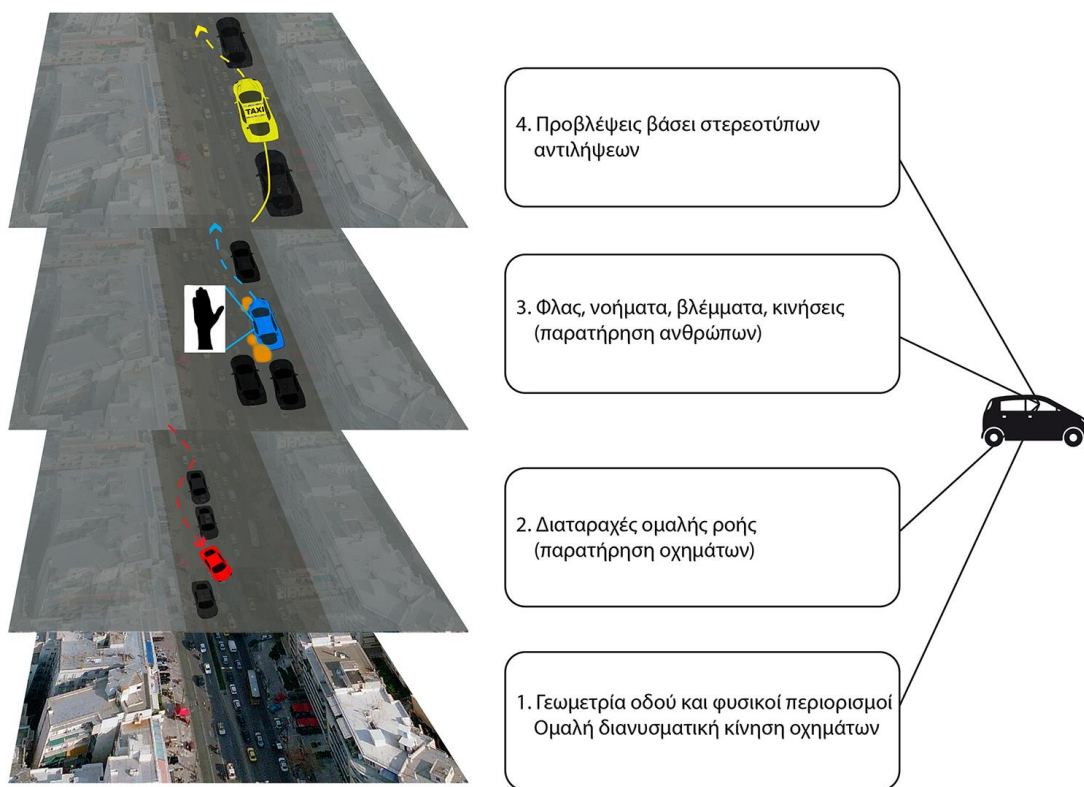 TAXI
4. Προβλέψεις βάσει στερεοτύπων
αντιλήψεων
3. Φλας, νοήματα, βλέμματα, κινήσεις
(παρατήρηση ανθρώπων)
2. Διαταραχές ομαλής ροής
(παρατήρηση οχημάτων)
1. Γεωμετρία οδού και φυσικοί περιορισμοί
Ομαλή διανυσματική κίνηση οχημάτων